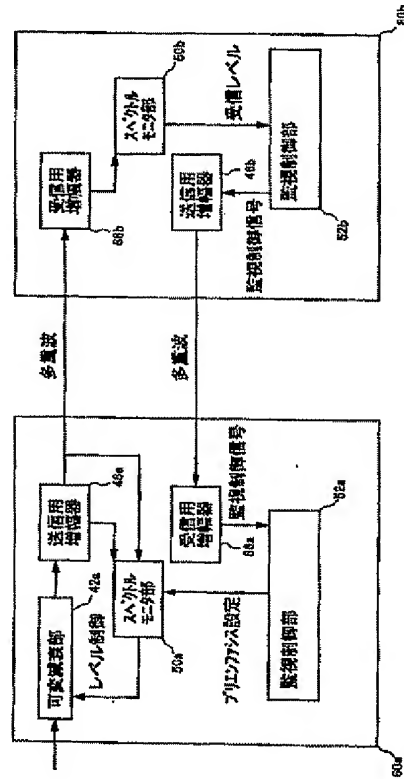 可変減衰部
42a
送信用
増幅器
レベル制御
スペクトル
モニタ部
50a
受信用
増幅器
監視制御信号
プリエンファシス設定
監視制御部
52a
60a
多重波
多重波
受信用
増幅器
スペクトル
モニタ部
受信レベル
送信用
増幅器
46b
監視制御信号
監視制御部
52b